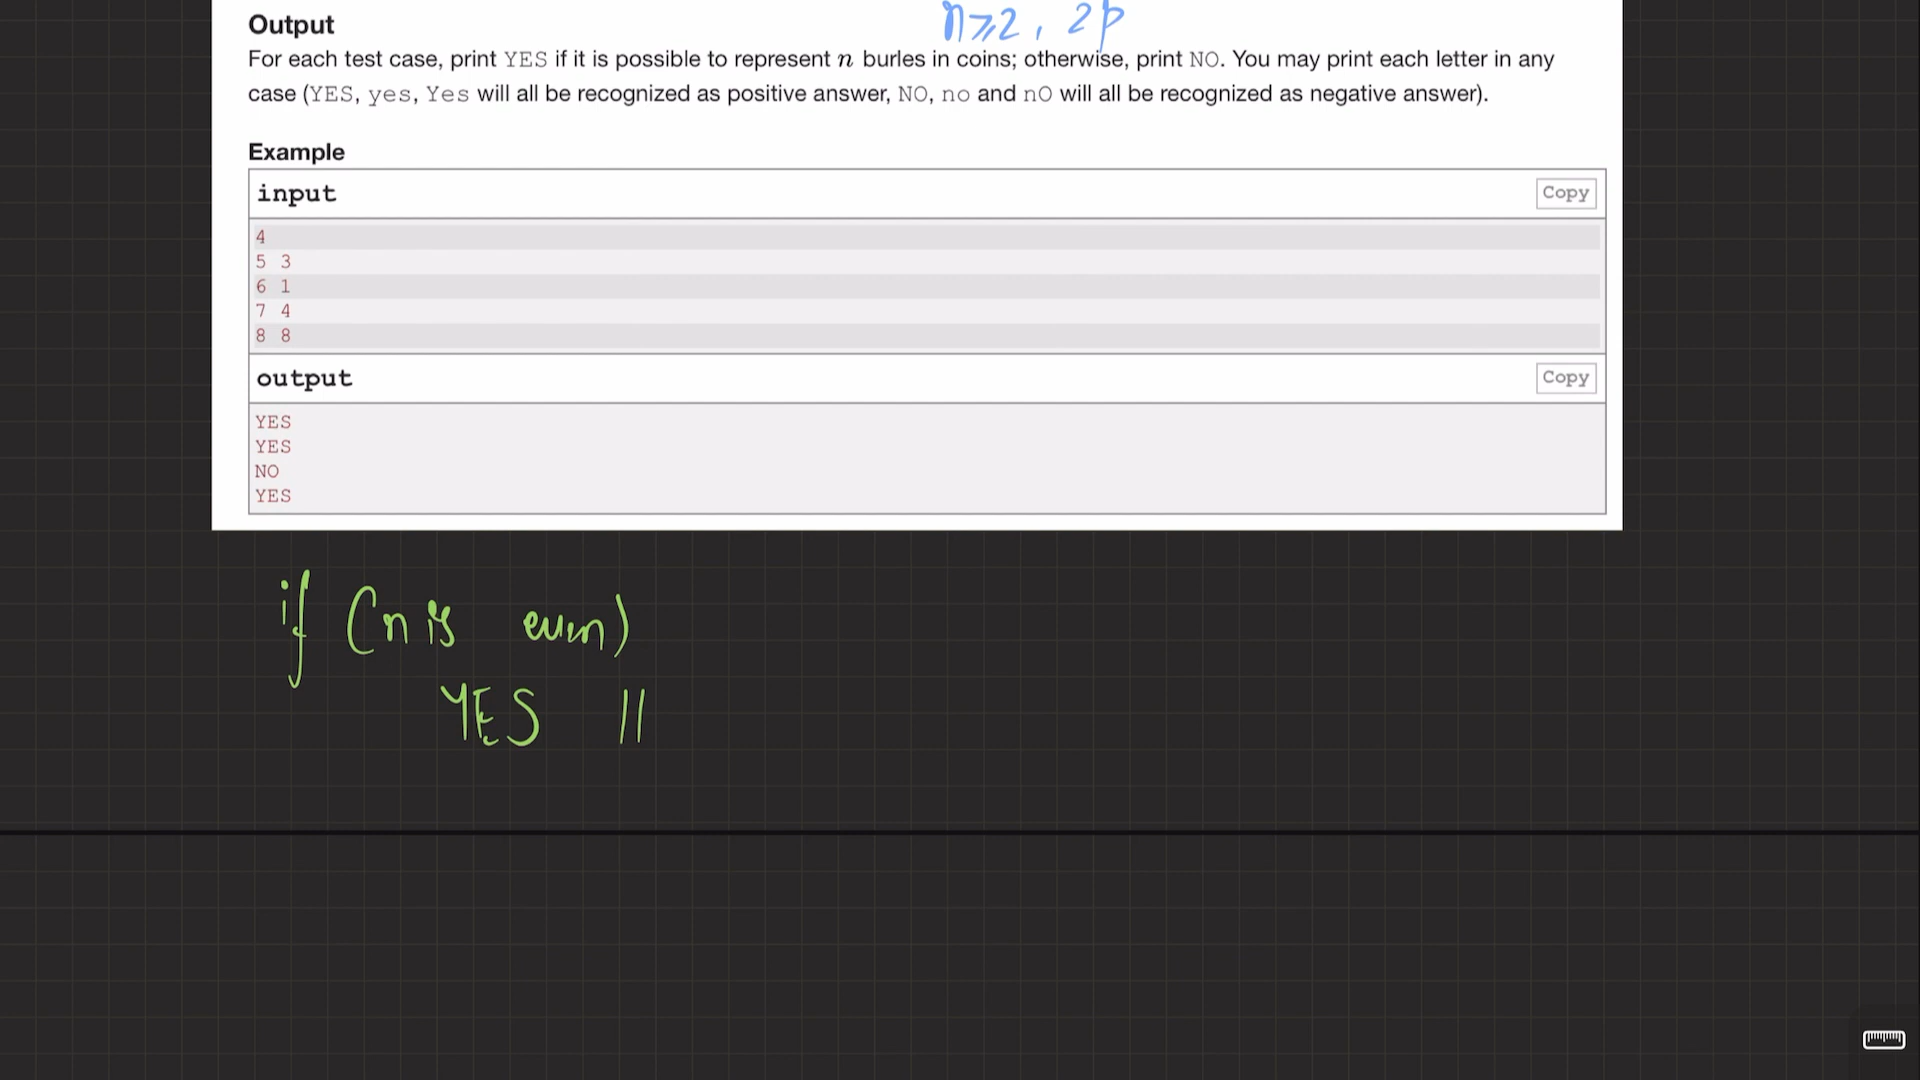 n⩾2, 2p
Output
For each test case, print YES if it is possible to represent n burles in coins; otherwise, print NO. You may print each letter in any
case (YES, yes, Yes will all be recognized as positive answer, NO, no and nO will all be recognized as negative answer).
Example
input
Copy
4
5 3
6 1
7 4
8 8
output
Copy
YES
YES
NO
YES
if (n is even)
YES //